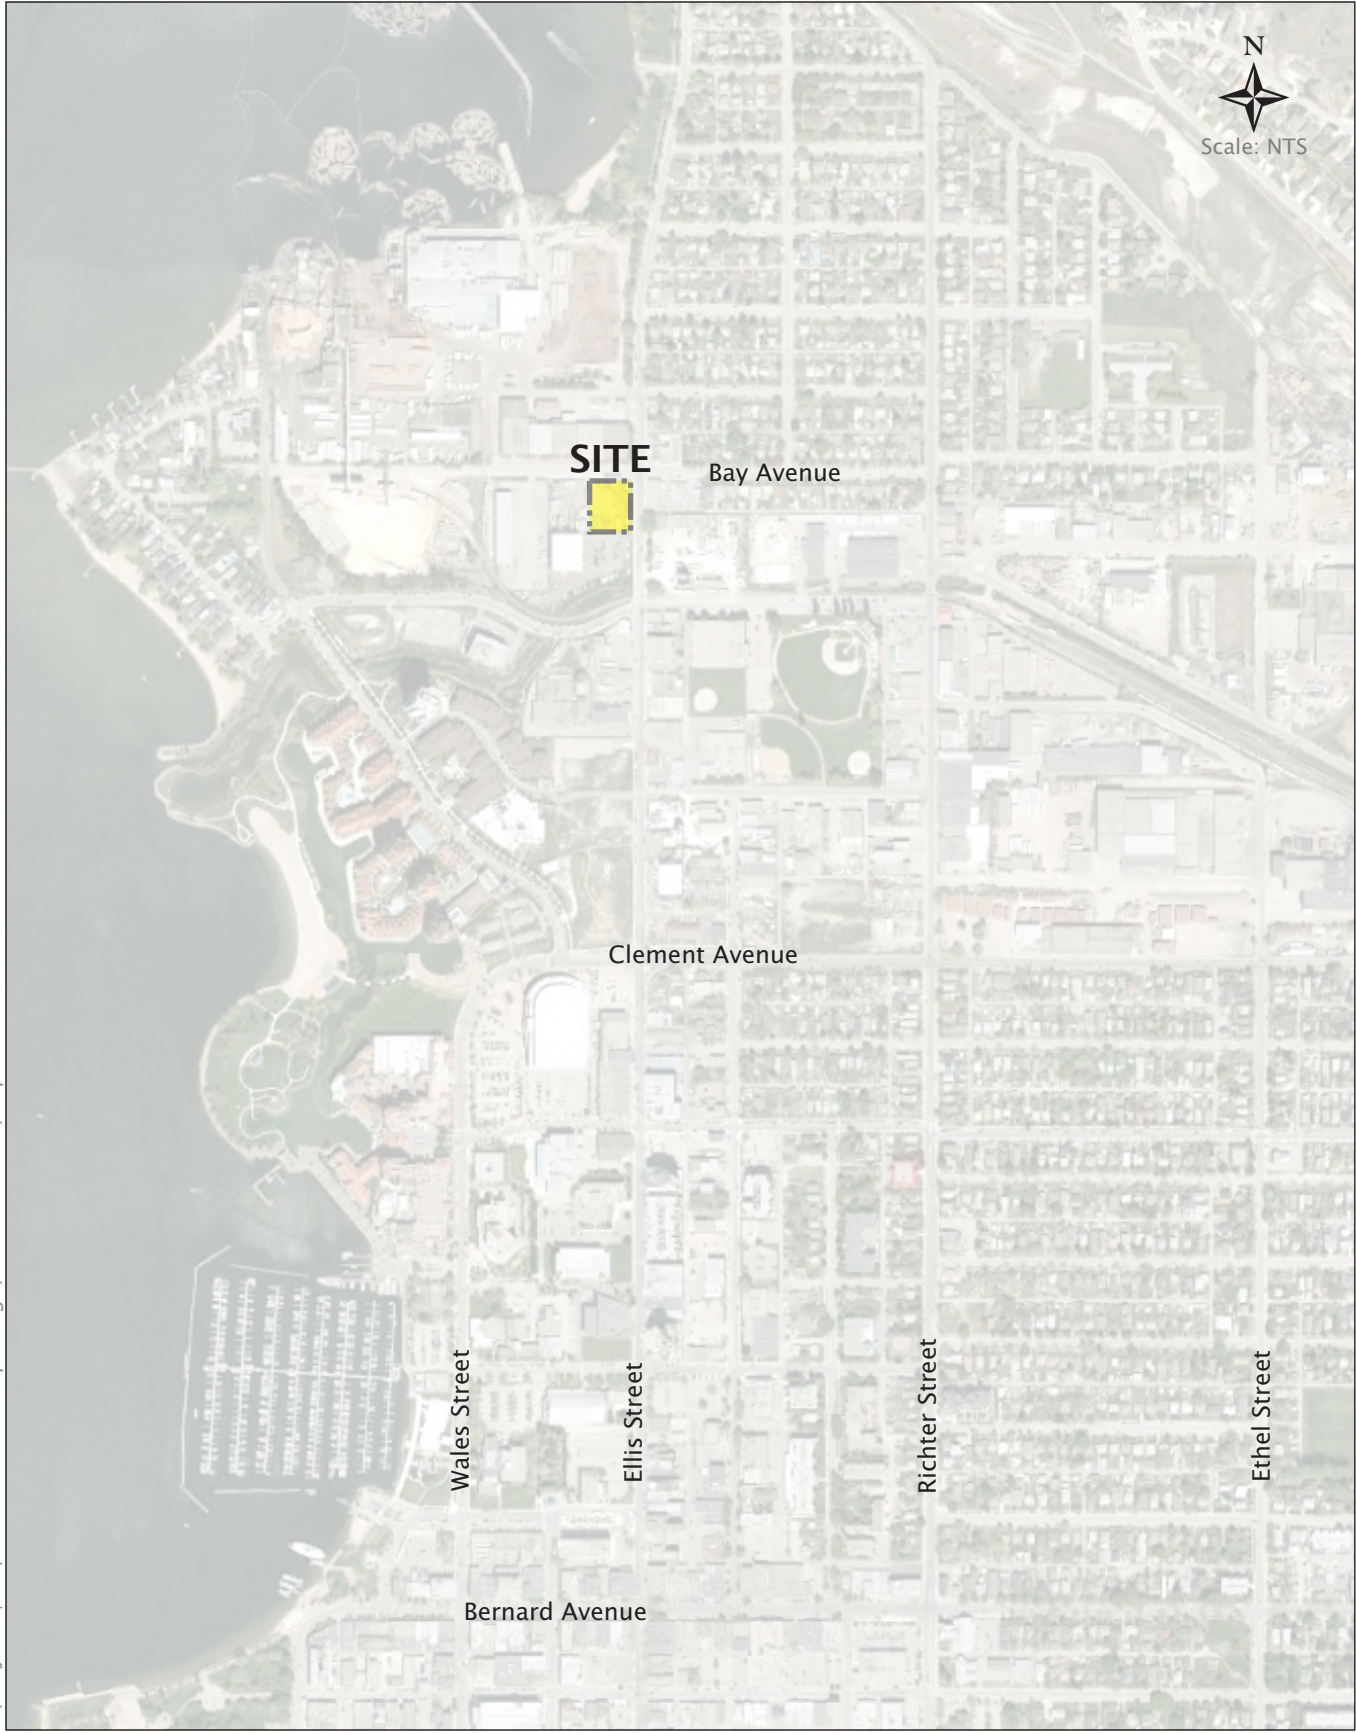 N
Scale: NTS
SITE
Bay Avenue
Clement Avenue
Wales Street
Ellis Street
Richter Street
Ethel Street
Bernard Avenue